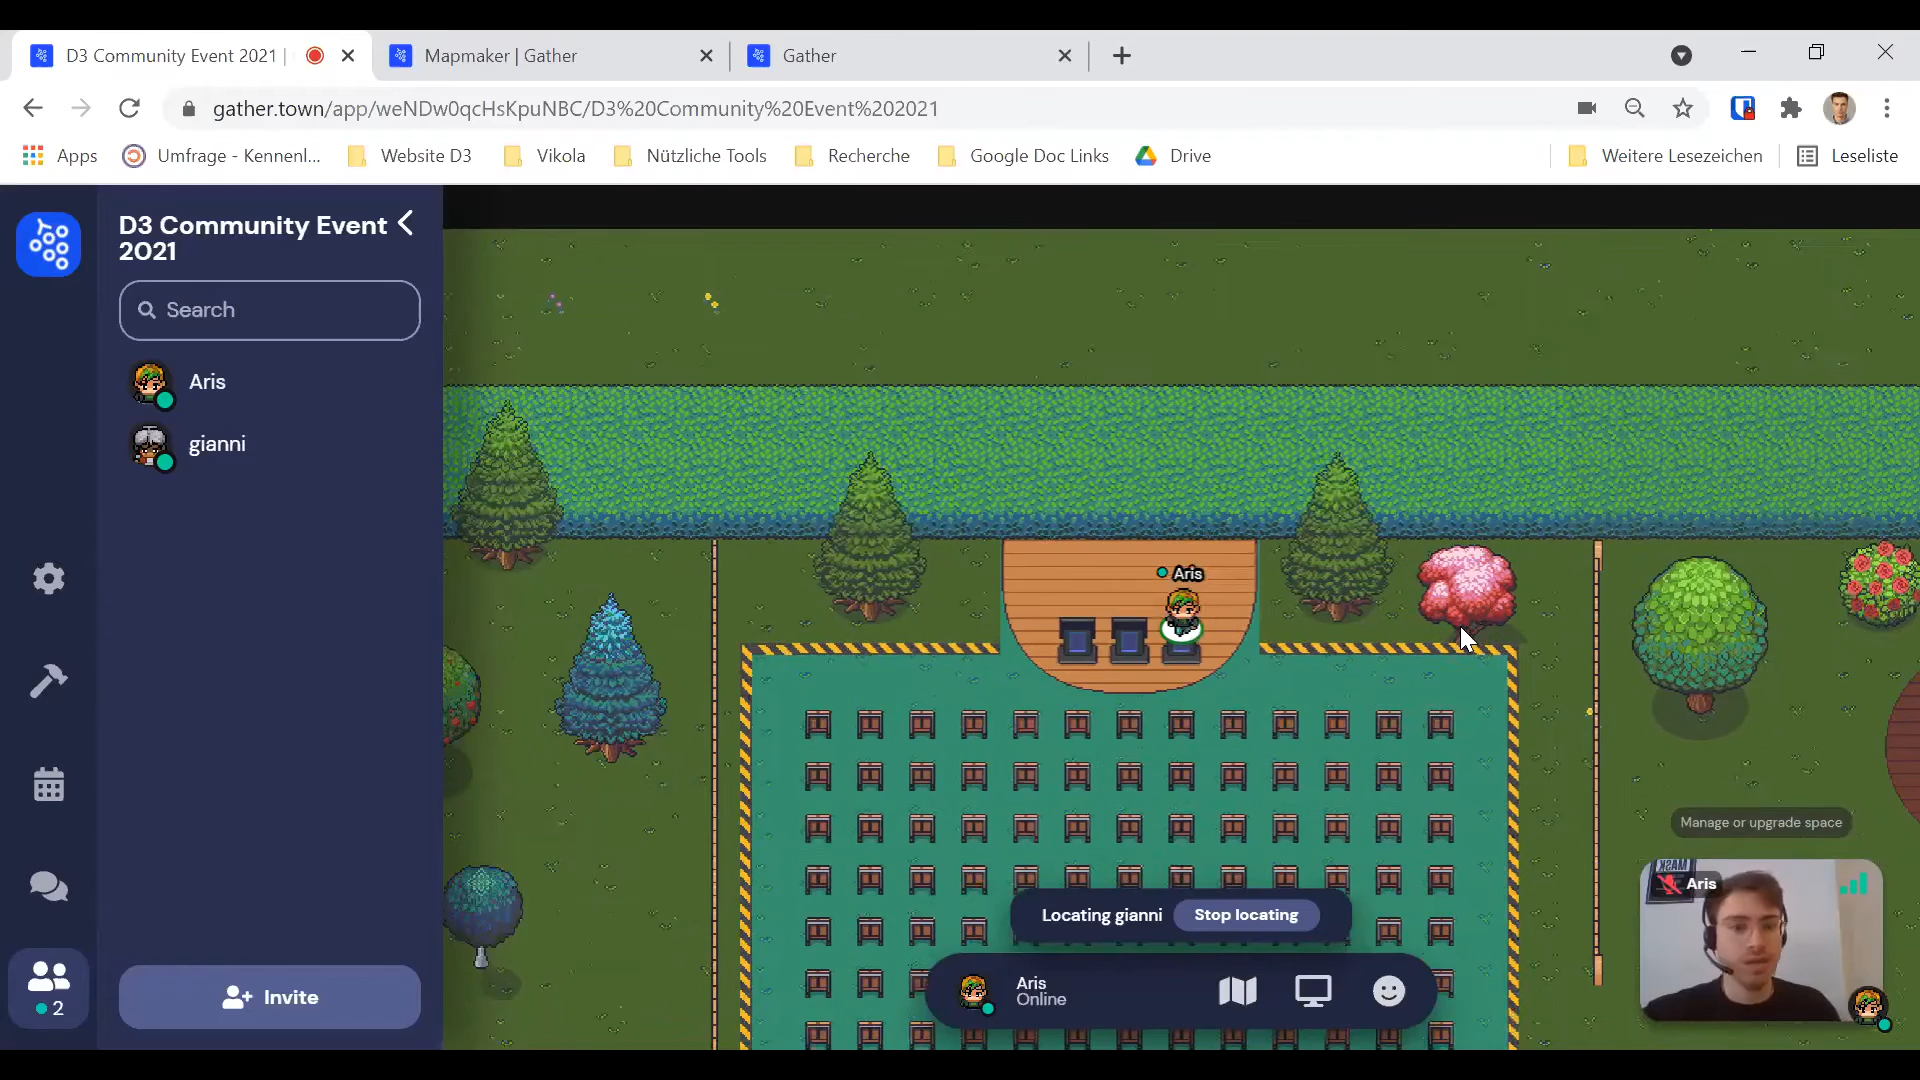 D3 Community Event 2021 |
Mapmaker | Gather
Gather
gather.town/app/weNDw0qcHsKpuNBC/D3%20Community%20Event%202021
Apps
Umfrage - Kennenl...
Website D3
Vikola
Nützliche Tools
Recherche
Google Doc Links
Drive
Weitere Lesezeichen
Leseliste
D3 Community Event
2021
Search
Aris
gianni
Aris
Manage or upgrade space
Aris
Locating gianni
Stop locating
Aris
Online
Invite
2